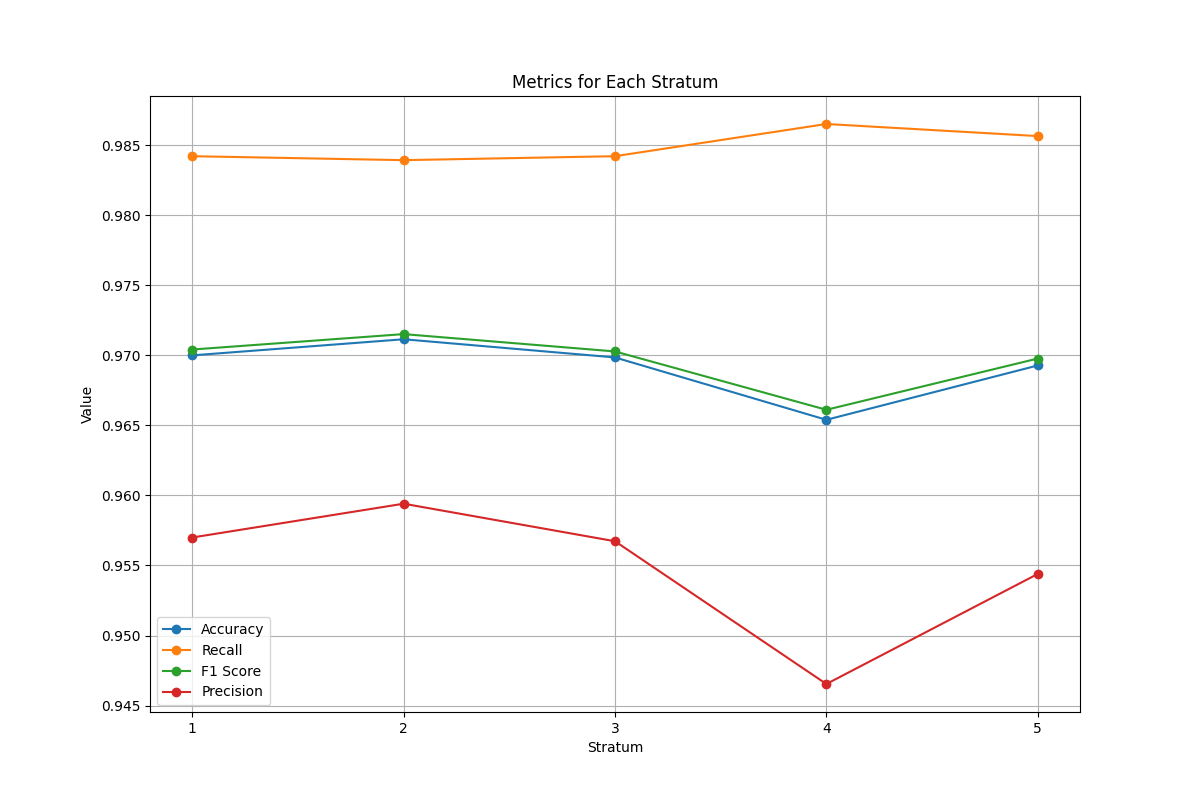 Metrics for Each Stratum
0.985
0.980
0.975
0.970
0.965
0.960
0.955
0.950
0.945
Value
Accuracy
Recall
F1 Score
Precision
1 2 3 4 5
Stratum